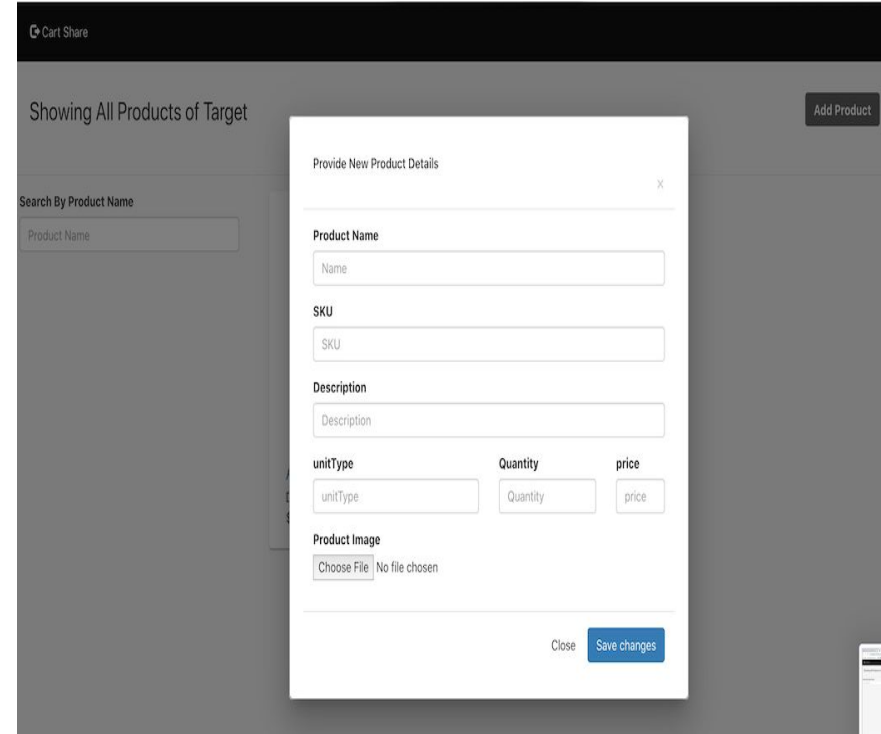 Cart Share
Showing All Products of Target
Add Product
Search By Product Name
Product Name
Provide New Product Details
x
Product Name
Name
SKU
SKU
Description
Description
unitType Quantity price
unitType Quantity price
Product Image
Choose File No file chosen
Close Save changes